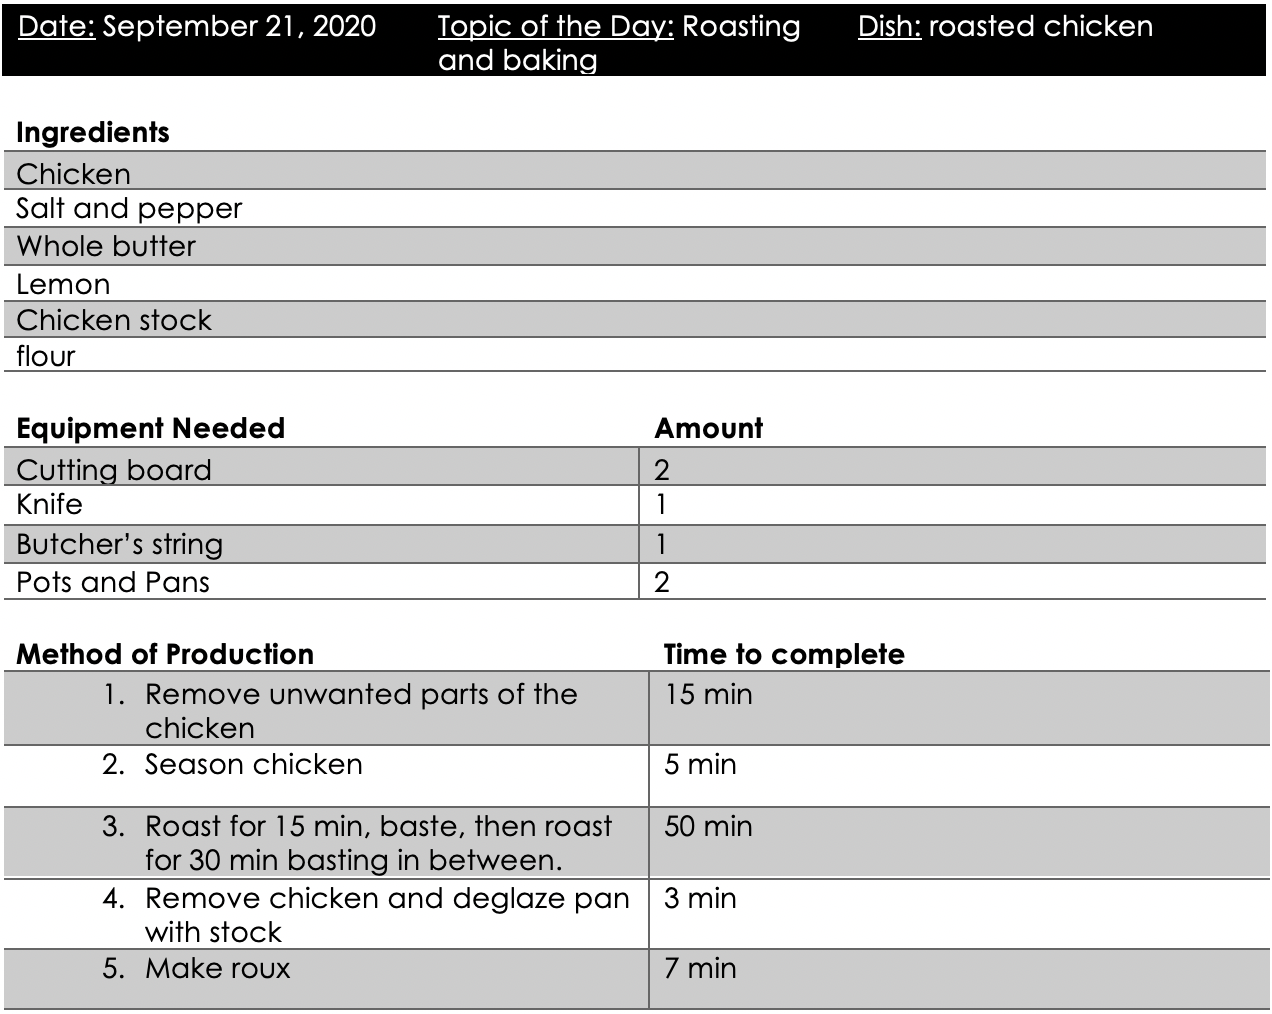 Date: September 21, 2020 Topic of the Day: Roasting Dish: roasted chicken
and baking
Ingredients
Chicken
Salt and pepper
Whole butter
Lemon
Chicken stock
flour
Equipment Needed Amount
Cutting board 2
Knife 1
Butcher’s string 1
Pots and Pans 2
Method of Production Time to complete
1. Remove unwanted parts of the 15 min
chicken
2. Season chicken 5 min
3. Roast for 15 min, baste, then roast 50 min
for 30 min basting in between.
4. Remove chicken and deglaze pan 3 min
with stock
5. Make roux 7 min